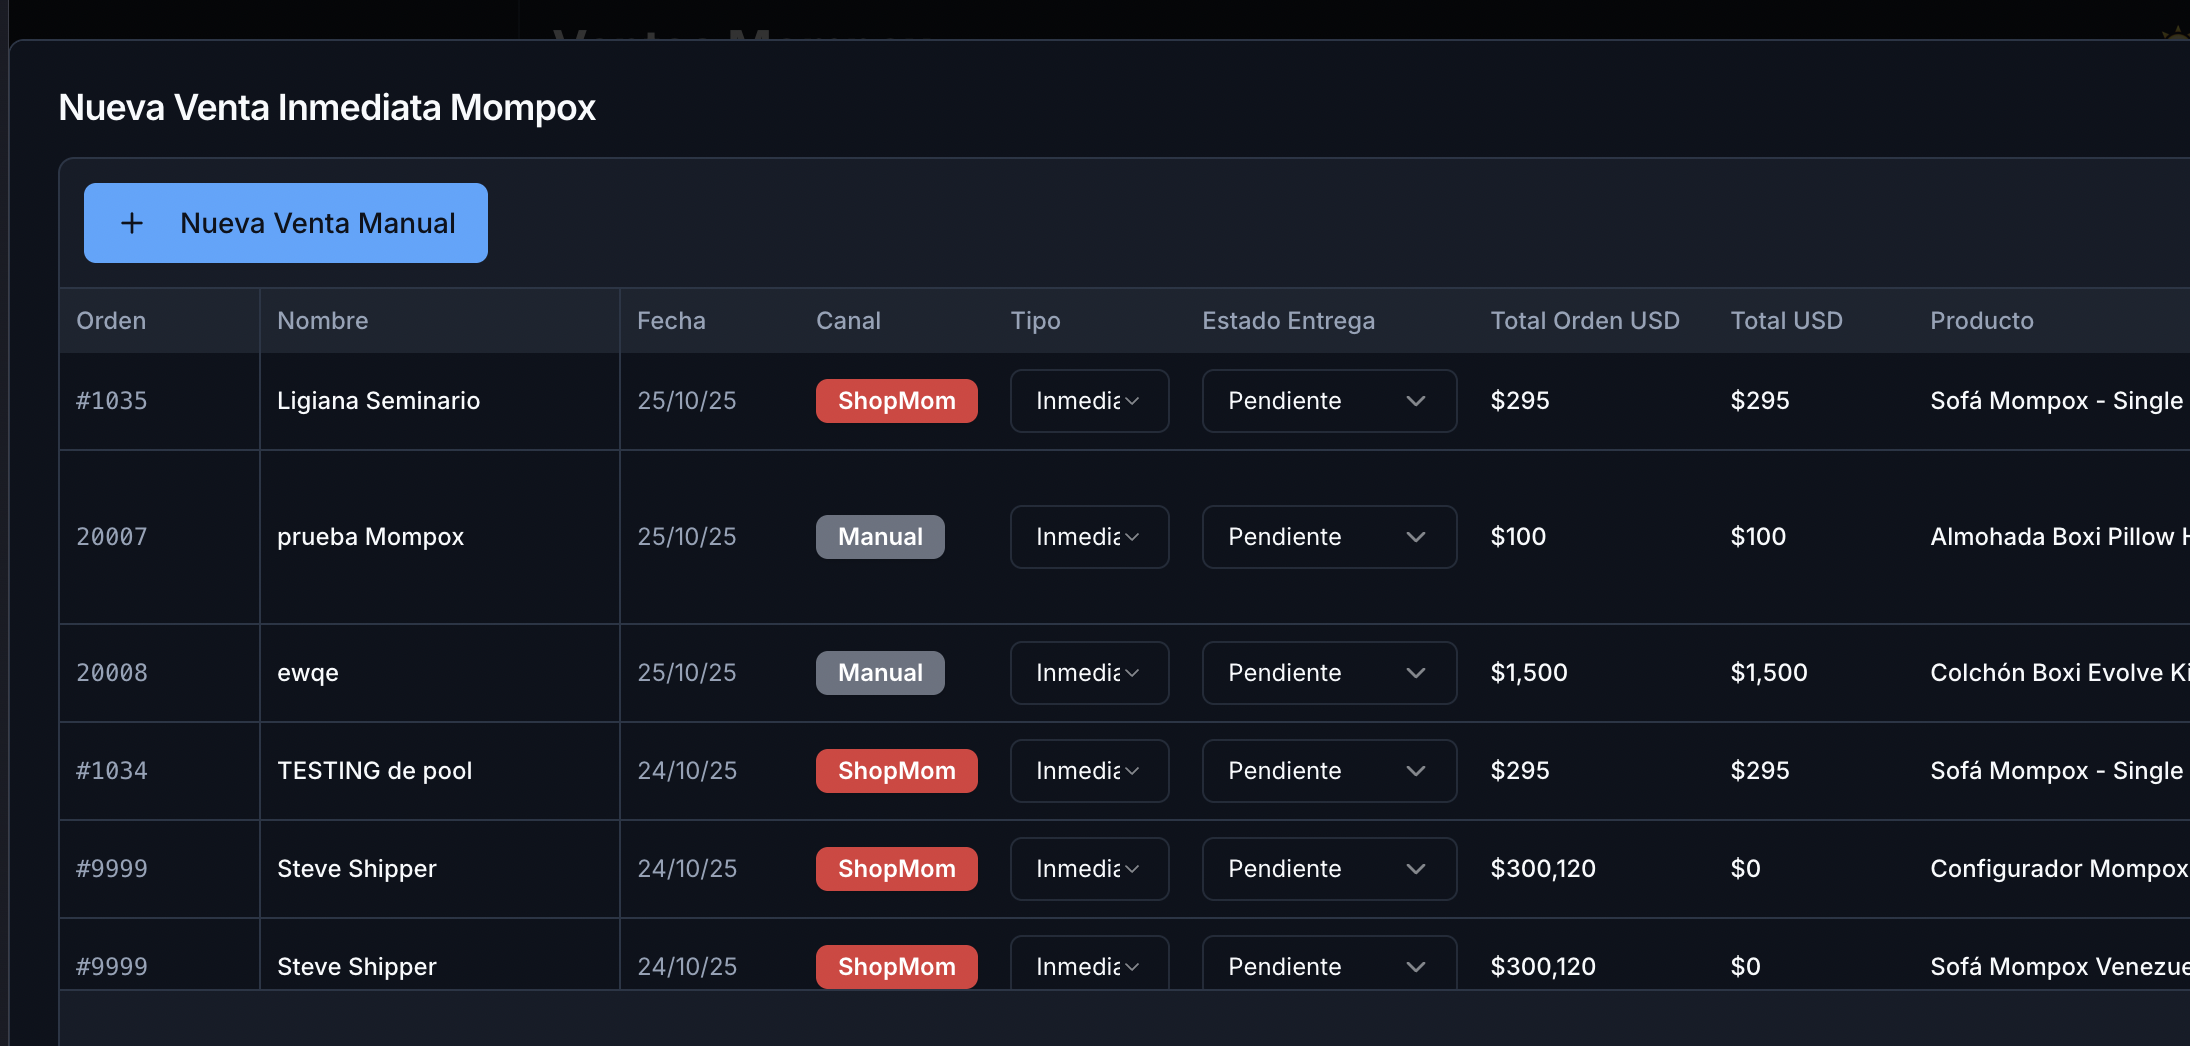 Nueva Venta Inmediata Mompox
+ Nueva Venta Manual
Orden Nombre Fecha Canal Tipo Estado Entrega Total Orden USD Total USD Producto
#1035 Ligiana Seminario 25/10/25 ShopMom Inmedia Pendiente $295 $295 Sofá Mompox - Single
20007 prueba Mompox 25/10/25 Manual Inmedia Pendiente $100 $100 Almohada Boxi Pillow H
20008 ewqe 25/10/25 Manual Inmedia Pendiente $1,500 $1,500 Colchón Boxi Evolve Ki
#1034 TESTING de pool 24/10/25 ShopMom Inmedia Pendiente $295 $295 Sofá Mompox - Single
#9999 Steve Shipper 24/10/25 ShopMom Inmedia Pendiente $300,120 $0 Configurador Mompox
#9999 Steve Shipper 24/10/25 ShopMom Inmedia Pendiente $300,120 $0 Sofá Mompox Venezue